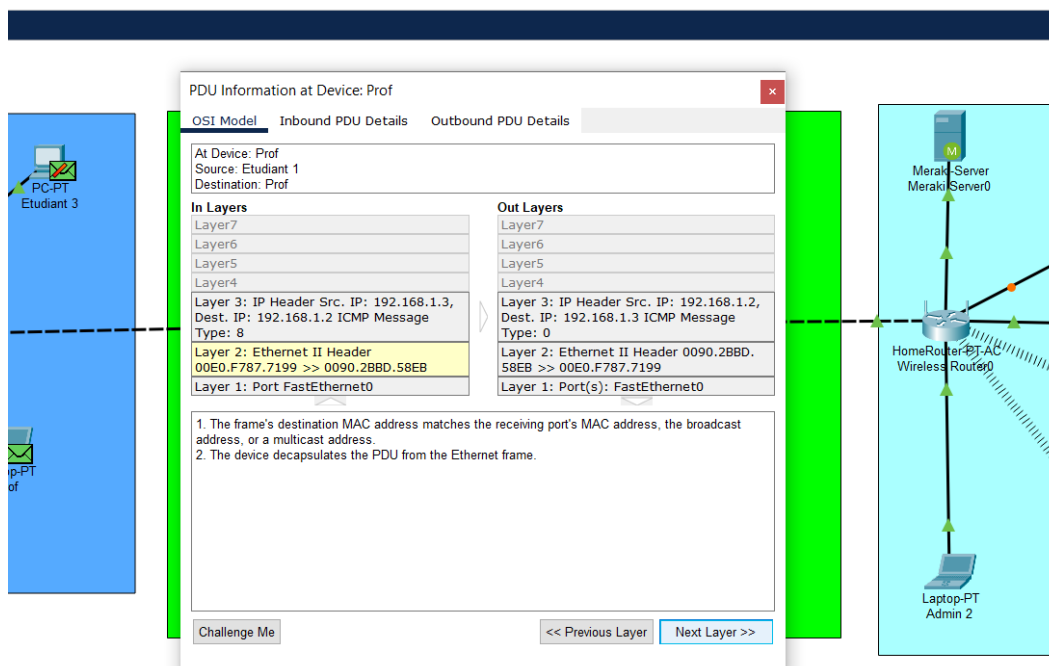 PDU Information at Device: Prof
OSI Model
Inbound PDU Details
Outbound PDU Details
At Device: Prof
Source: Etudiant 1
Destination: Prof
In Layers
Layer7
Layer6
Layer5
Layer4
Layer 3: IP Header Src. IP: 192.168.1.3,
Dest. IP: 192.168.1.2 ICMP Message
Type: 8
Layer 2: Ethernet II Header
00E0.F787.7199 >> 0090.2BBD.58EB
Layer 1: Port FastEthernet0
Out Layers
Layer7
Layer6
Layer5
Layer4
Layer 3: IP Header Src. IP: 192.168.1.2,
Dest. IP: 192.168.1.3 ICMP Message
Type: 0
Layer 2: Ethernet II Header 0090.2BBD.
58EB >> 00E0.F787.7199
Layer 1: Port(s): FastEthernet0
1. The frame's destination MAC address matches the receiving port's MAC address, the broadcast
address, or a multicast address.
2. The device decapsulates the PDU from the Ethernet frame.
Challenge Me
<< Previous Layer
Next Layer >>
PC-PT
Etudiant 3
op-PT
of
M
Meraki-Server
Meraki Server0
HomeRouter-PT-AC
Wireless Router0
Laptop-PT
Admin 2